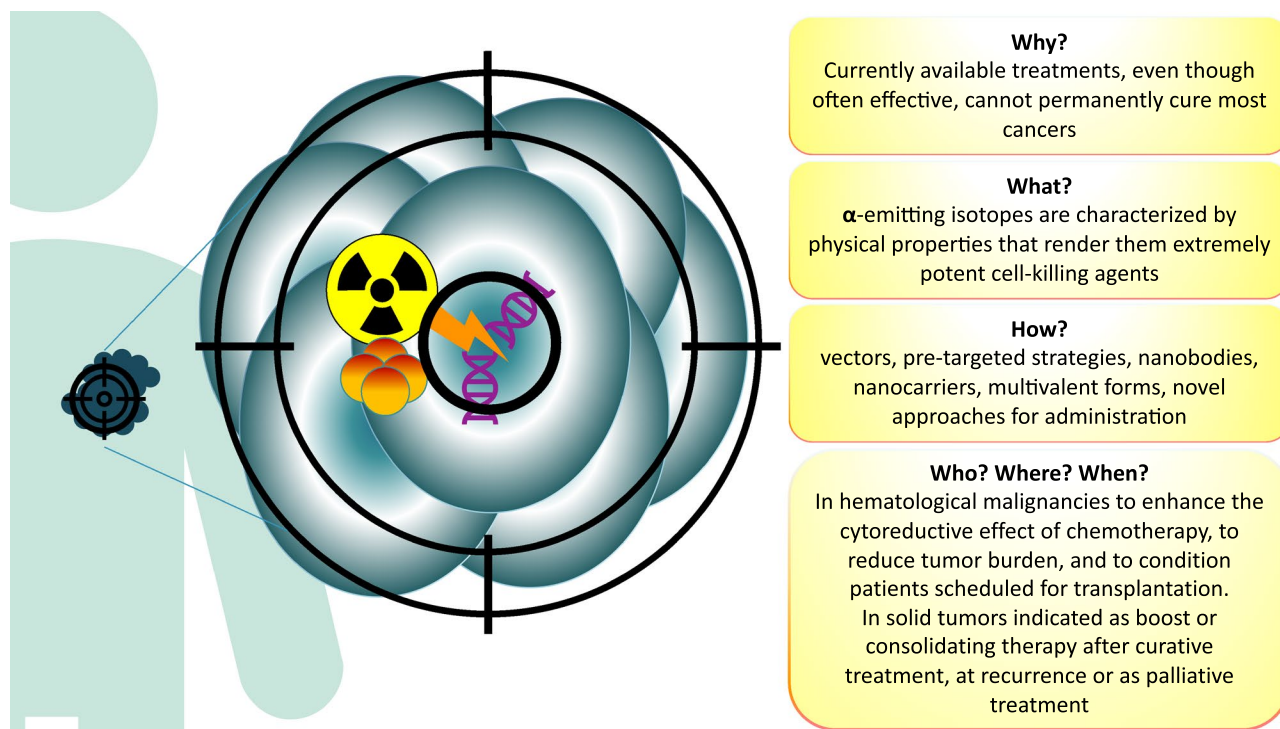 Why?
Currently available treatments, even though
often effective, cannot permanently cure most
cancers
What?
α-emitting isotopes are characterized by
physical properties that render them extremely
potent cell-killing agents
How?
vectors, pre-targeted strategies, nanobodies,
nanocarriers, multivalent forms, novel
approaches for administration
Who? Where? When?
In hematological malignancies to enhance the
cytoreductive effect of chemotherapy, to
reduce tumor burden, and to condition
patients scheduled for transplantation.
In solid tumors indicated as boost or
consolidating therapy after curative
treatment, at recurrence or as palliative
treatment